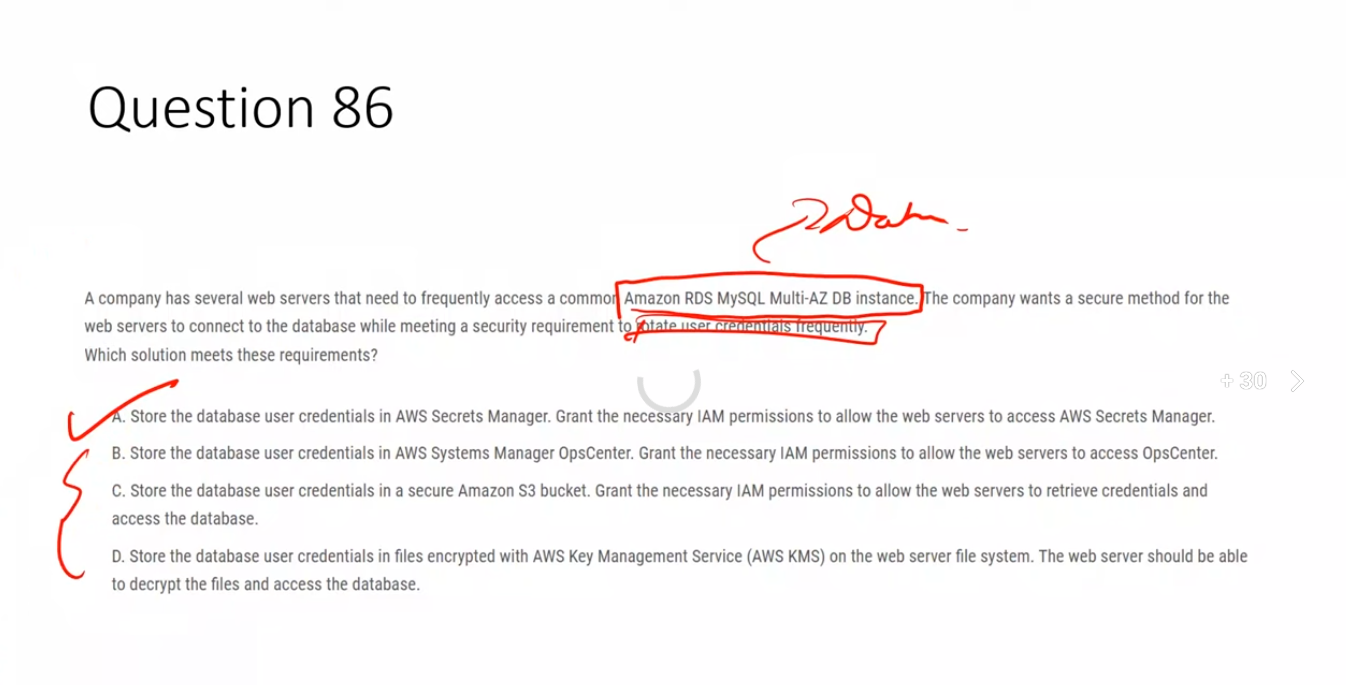 Question 86
A company has several web servers that need to frequently access a common Amazon RDS MySQL Multi-AZ DB instance. The company wants a secure method for the
web servers to connect to the database while meeting a security requirement to rotate user credentials frequently.
Which solution meets these requirements?
+ 30
A. Store the database user credentials in AWS Secrets Manager. Grant the necessary IAM permissions to allow the web servers to access AWS Secrets Manager.
B. Store the database user credentials in AWS Systems Manager OpsCenter. Grant the necessary IAM permissions to allow the web servers to access OpsCenter.
C. Store the database user credentials in a secure Amazon S3 bucket. Grant the necessary IAM permissions to allow the web servers to retrieve credentials and
access the database.
D. Store the database user credentials in files encrypted with AWS Key Management Service (AWS KMS) on the web server file system. The web server should be able
to decrypt the files and access the database.